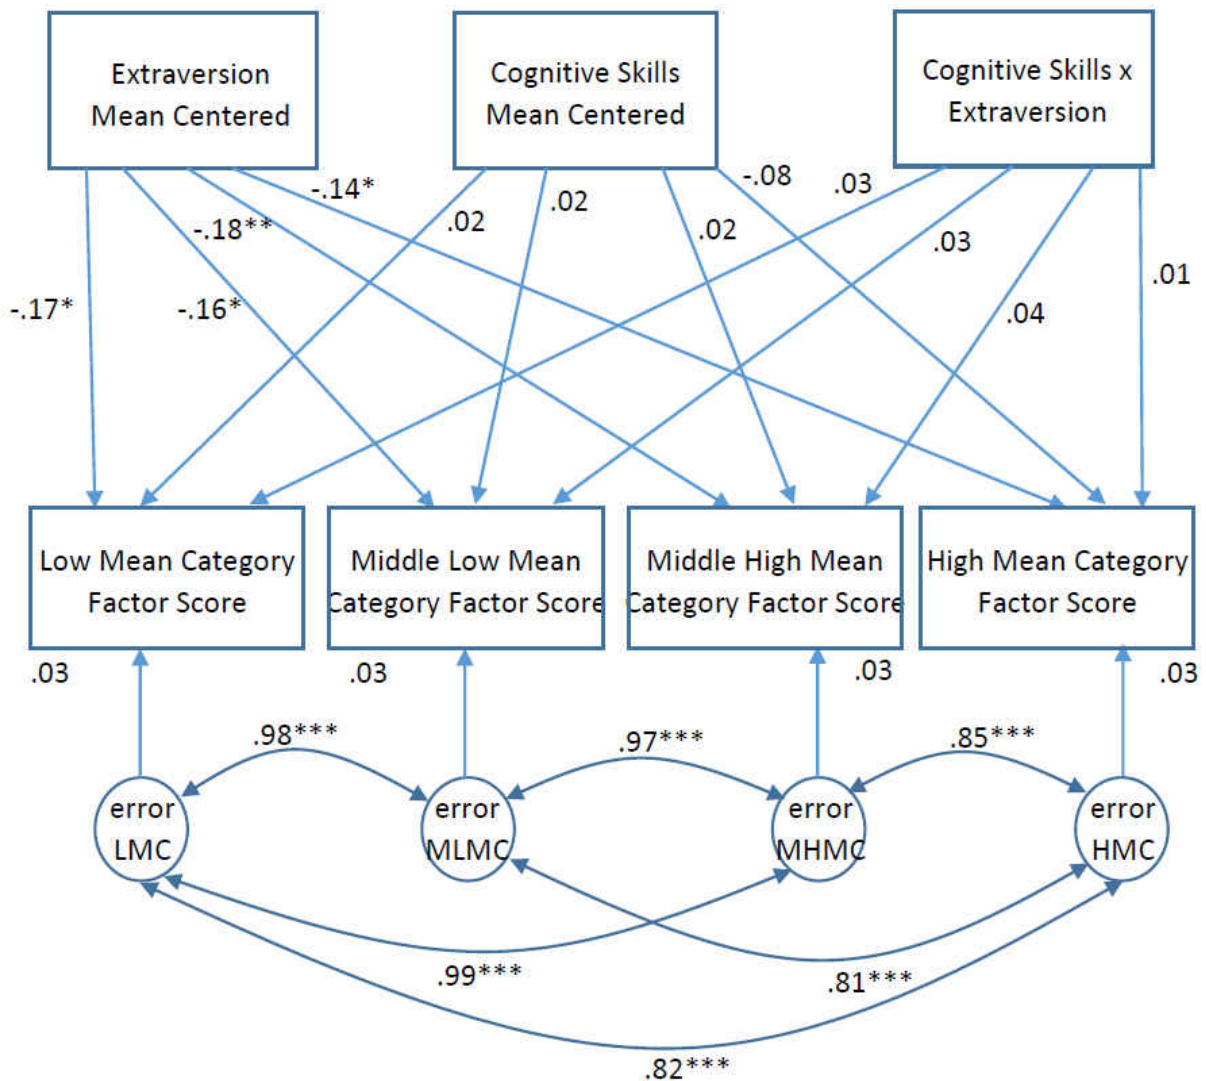 Extraversion
Mean Centered
Cognitive Skills
Mean Centered
Cognitive Skills x
Extraversion
-.14*
-.08
.03
-.18**
.02
.02
.02
.03
.01
-.17*
-.16*
.04
Low Mean Category
Factor Score
Middle Low Mean
Category Factor Score
Middle High Mean
Category Factor Score
High Mean Category
Factor Score
.03
.03
.03
.03
.98***
.97***
.85***
error
LMC
error
MLMC
error
MHMC
error
HMC
.99***
.81***
.82***